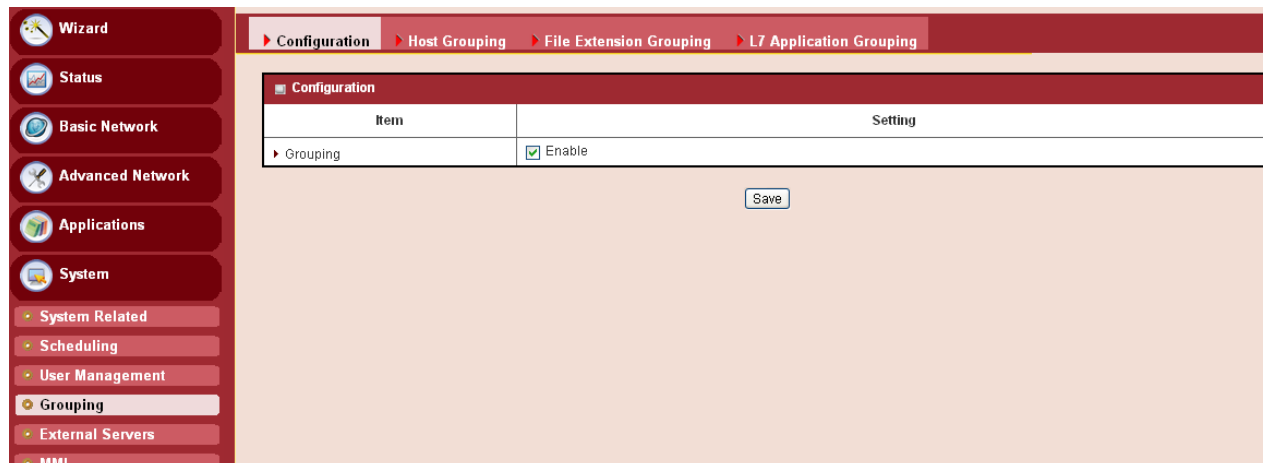 Wizard
Status
Basic Network
Advanced Network
Applications
System
System Related
Scheduling
User Management
Grouping
External Servers
Configuration Host Grouping File Extension Grouping L7 Application Grouping
Configuration
Item Setting
Grouping Enable
Save